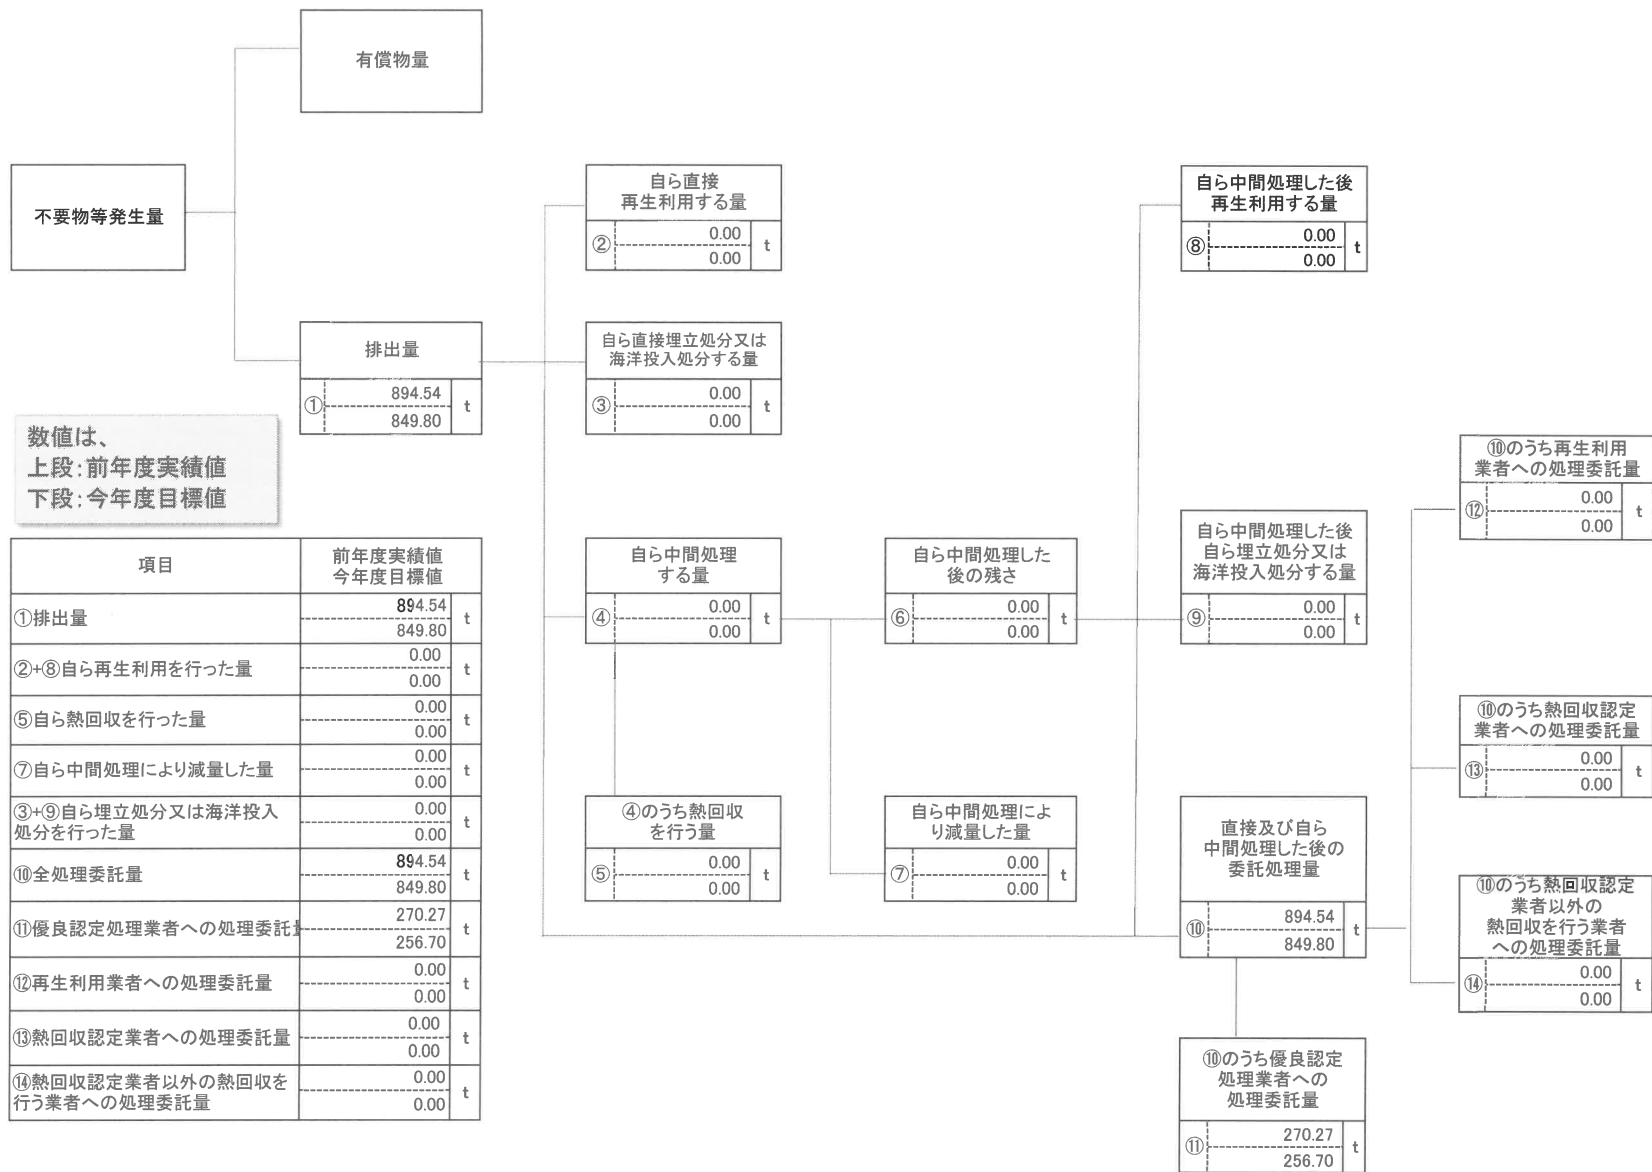 有償物量
不要物等発生量
排出量
①
894.54
849.80
t
数値は、
上段:前年度実績値
下段:今年度目標値
自ら直接
再生利用する量
②
0.00
0.00
t
自ら直接埋立処分又は
海洋投入処分する量
③
0.00
0.00
t
自ら中間処理
する量
④
0.00
0.00
t
④のうち熱回収
を行う量
⑤
0.00
0.00
t
自ら中間処理した
後の残さ
⑥
0.00
0.00
t
自ら中間処理によ
り減量した量
⑦
0.00
0.00
t
自ら中間処理した後
再生利用する量
⑧
0.00
0.00
t
自ら中間処理した後
自ら埋立処分又は
海洋投入処分する量
⑨
0.00
0.00
t
直接及び自ら
中間処理した後の
委託処理量
⑩
894.54
849.80
t
⑩のうち優良認定
処理業者への
処理委託量
⑪
270.27
256.70
t
⑩のうち再生利用
業者への処理委託量
⑫
0.00
0.00
t
⑩のうち熱回収認定
業者への処理委託量
⑬
0.00
0.00
t
⑩のうち熱回収認定
業者以外の
熱回収を行う業者
への処理委託量
⑭
0.00
0.00
t
項目
前年度実績値
今年度目標値
①排出量
894.54
849.80
t
②+⑧自ら再生利用を行った量
0.00
0.00
t
⑤自ら熱回収を行った量
0.00
0.00
t
⑦自ら中間処理により減量した量
0.00
0.00
t
③+⑨自ら埋立処分又は海洋投入
処分を行った量
0.00
0.00
t
⑩全処理委託量
894.54
849.80
t
⑪優良認定処理業者への処理委託量
270.27
256.70
t
⑫再生利用業者への処理委託量
0.00
0.00
t
⑬熱回収認定業者への処理委託量
0.00
0.00
t
⑭熱回収認定業者以外の熱回収を
行う業者への処理委託量
0.00
0.00
t